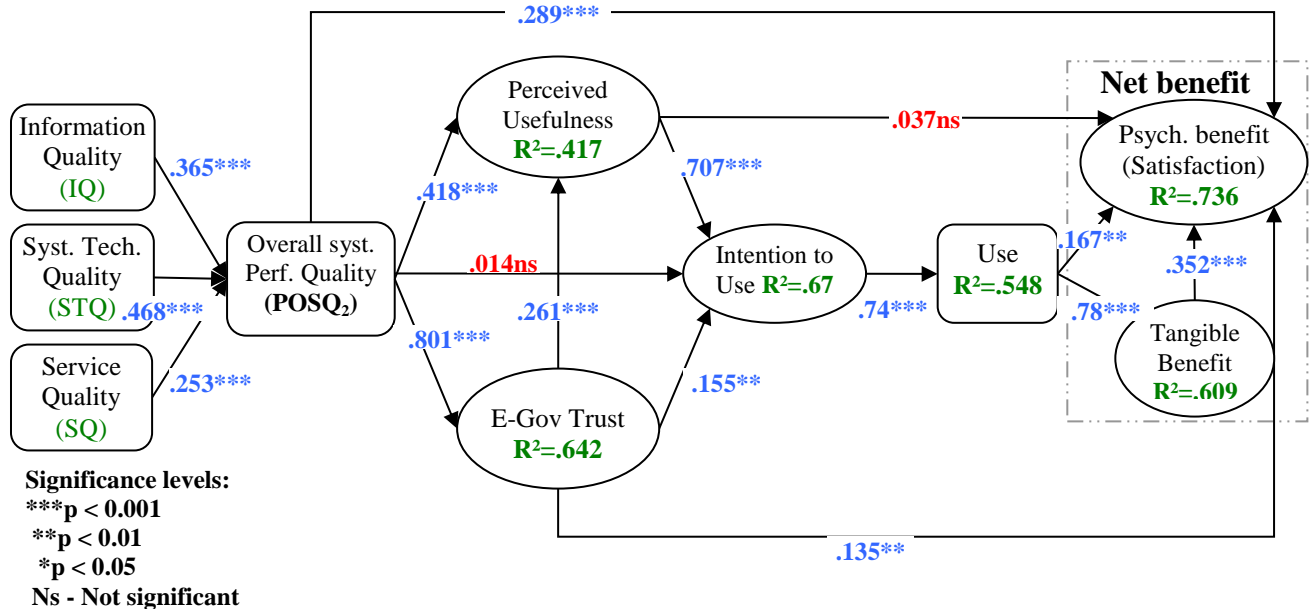 .289***
Information
Quality
(IQ)
.365***
Syst. Tech.
Quality
(STQ)
.468***
Service
Quality
(SQ)
.253***
Overall syst.
Perf. Quality
(POSQ₂)
.418***
.014ns
.801***
Perceived
Usefulness
R²=.417
.261***
E-Gov Trust
R²=.642
.037ns
.707***
.155**
Intention to
Use R²=.67
.74***
Use
R²=.548
.167**
.78***
Net benefit
Psych. benefit
(Satisfaction)
R²=.736
.352***
Tangible
Benefit
R²=.609
.135**
Significance levels:
***p < 0.001
**p < 0.01
*p < 0.05
Ns - Not significant